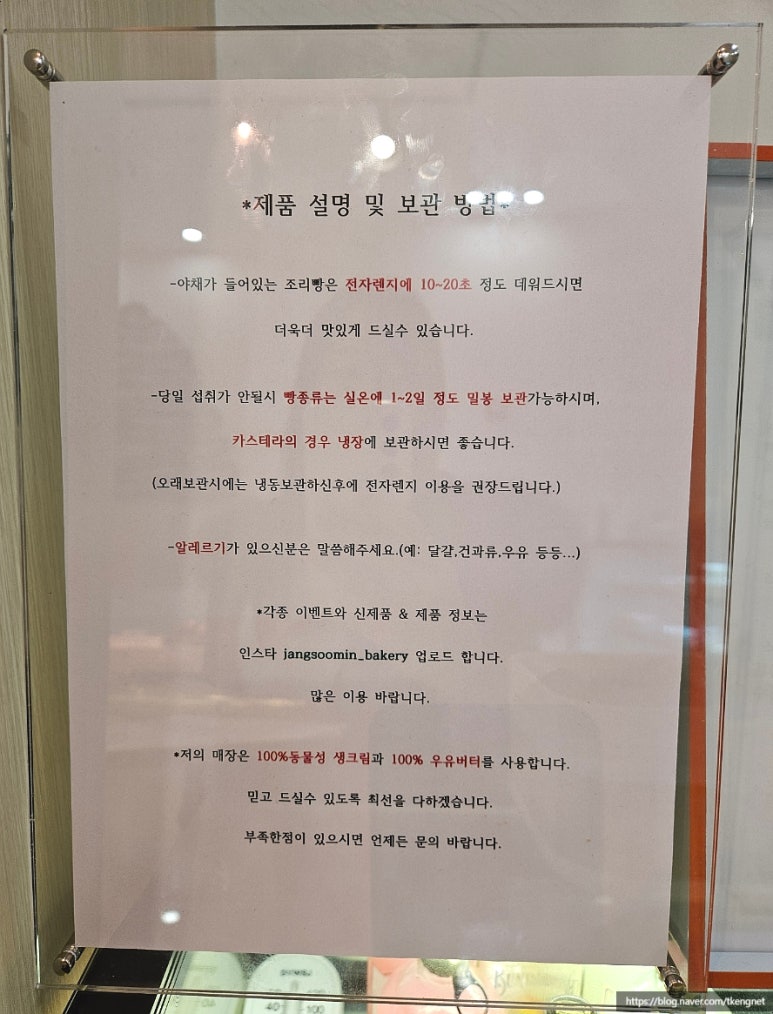 *제품 설명 및 보관 방법*
-야채가 들어있는 조리빵은 전자렌지에 10~20초 정도 데워드시면
더욱더 맛있게 드실수 있습니다.
-당일 섭취가 안될시 빵종류는 실온에 1~2일 정도 밀봉 보관가능하시며,
카스테라의 경우 냉장에 보관하시면 좋습니다.
(오래보관시에는 냉동보관하신후에 전자렌지 이용을 권장드립니다.)
-알레르기가 있으신분은 말씀해주세요.(예: 달걀,건과류,우유 등등...)
*각종 이벤트와 신제품 & 제품 정보는
인스타 jangsoomin_bakery 업로드 합니다.
많은 이용 바랍니다.
*저의 매장은 100%동물성 생크림과 100% 우유버터를 사용합니다.
믿고 드실수 있도록 최선을 다하겠습니다.
부족한점이 있으시면 언제든 문의 바랍니다.
40
100
https://blog.naver.com/tkengnet